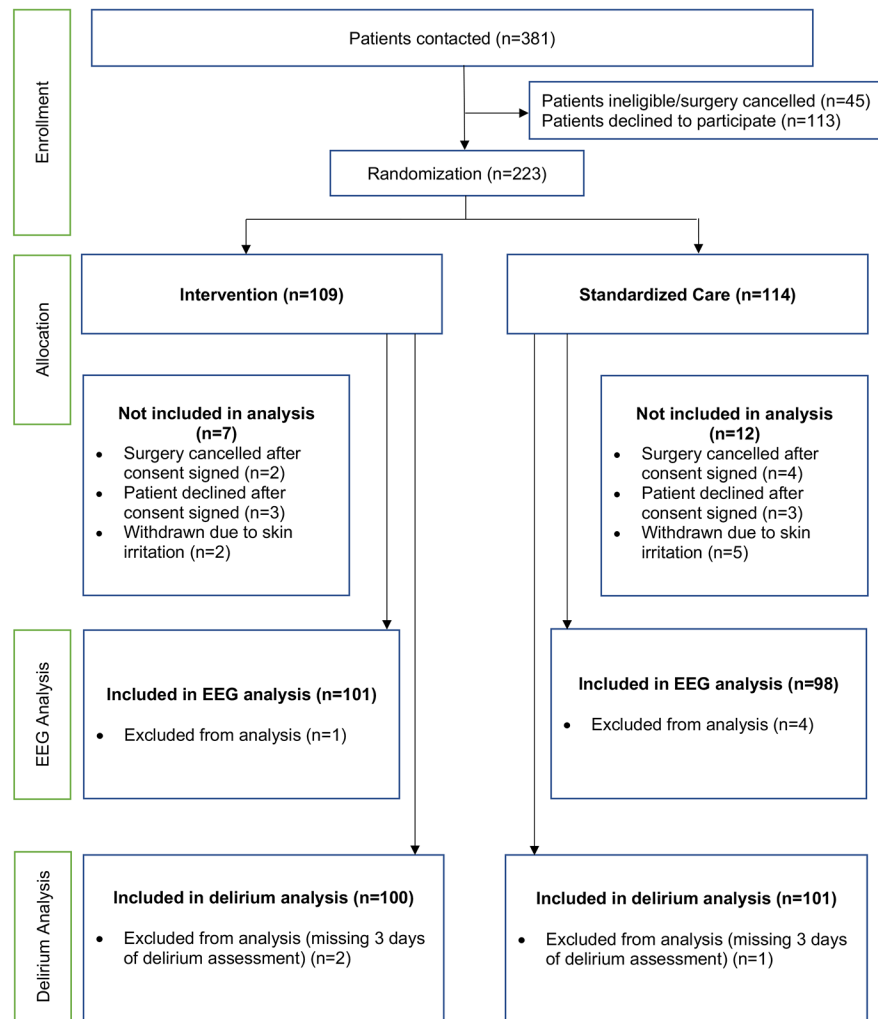 Enrollment
Patients contacted (n=381)
Patients ineligible/surgery cancelled (n=45)
Patients declined to participate (n=113)
Randomization (n=223)
Allocation
Intervention (n=109)
Standardized Care (n=114)
Not included in analysis
(n=7)
• Surgery cancelled after
consent signed (n=2)
• Patient declined after
consent signed (n=3)
• Withdrawn due to skin
irritation (n=2)
Not included in analysis
(n=12)
• Surgery cancelled after
consent signed (n=4)
• Patient declined after
consent signed (n=3)
• Withdrawn due to skin
irritation (n=5)
EEG Analysis
Included in EEG analysis (n=101)
• Excluded from analysis (n=1)
Included in EEG analysis (n=98)
• Excluded from analysis (n=4)
Delirium Analysis
Included in delirium analysis (n=100)
• Excluded from analysis (missing 3 days
of delirium assessment) (n=2)
Included in delirium analysis (n=101)
• Excluded from analysis (missing 3 days
of delirium assessment) (n=1)